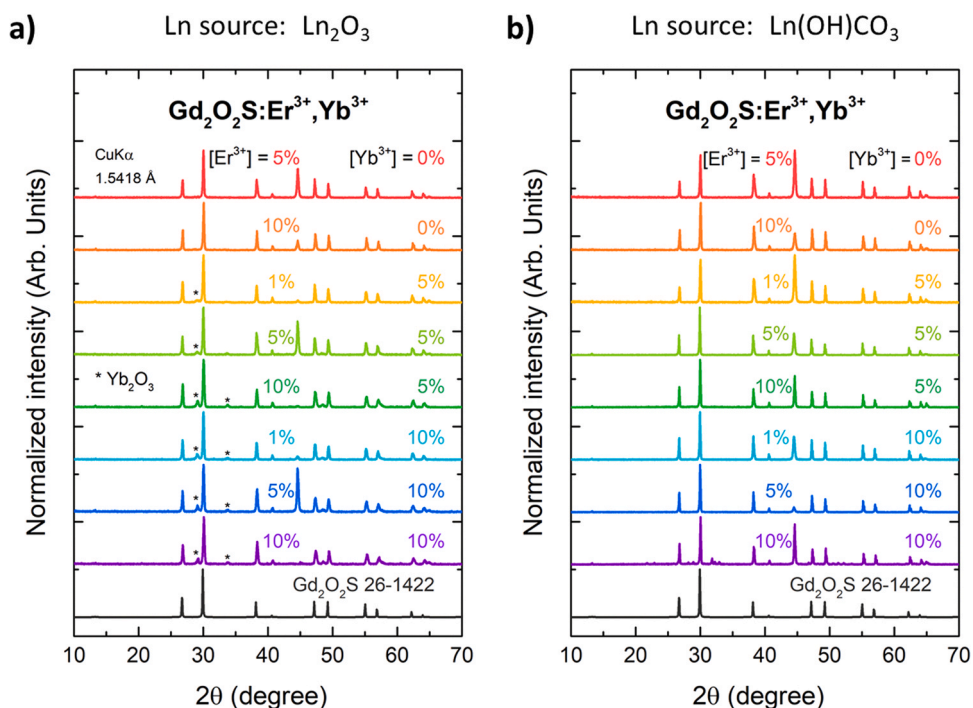 a)
Ln source: Ln₂O₃
Gd₂O₂S:Er³⁺,Yb³⁺
CuKα
1.5418 Å
[Er³⁺] = 5% [Yb³⁺] = 0%
10% 0%
1% 5%
*
5% 5%
*
* Yb₂O₃
10% 5%
* *
1% 10%
* *
5% 10%
* *
10% 10%
* *
Gd₂O₂S 26-1422
Normalized intensity (Arb. Units)
10 20 30 40 50 60 70
2θ (degree)
b)
Ln source: Ln(OH)CO₃
Gd₂O₂S:Er³⁺,Yb³⁺
[Er³⁺] = 5% [Yb³⁺] = 0%
10% 0%
1% 5%
5% 5%
10% 5%
1% 10%
5% 10%
10% 10%
Gd₂O₂S 26-1422
Normalized intensity (Arb. Units)
10 20 30 40 50 60 70
2θ (degree)